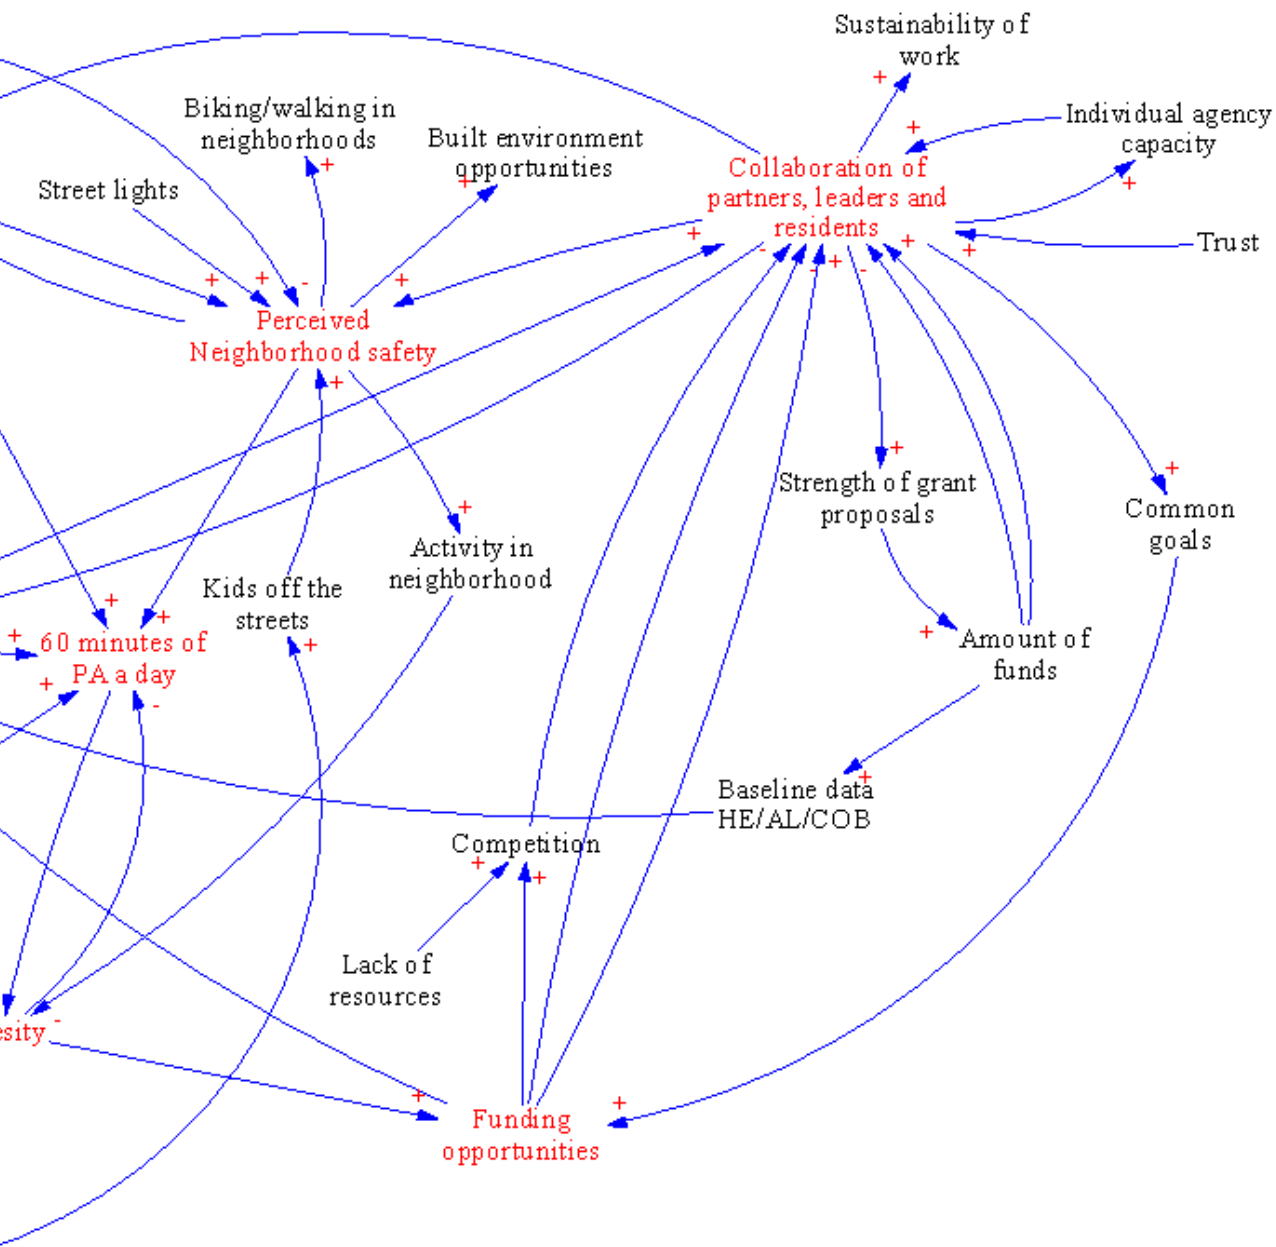 Sustainability of
work
Biking/walking in
neighborhoods
Built environment
opportunities
Individual agency
capacity
Street lights
Collaboration of
partners, leaders and
residents
Trust
Perceived
Neighborhood safety
Strength of grant
proposals
Common
goals
Activity in
neighborhood
Kids off the
streets
60 minutes of
PA a day
Amount of
funds
Baseline data
HE/AL/COB
Competition
Lack of
resources
esity
Funding
opportunities